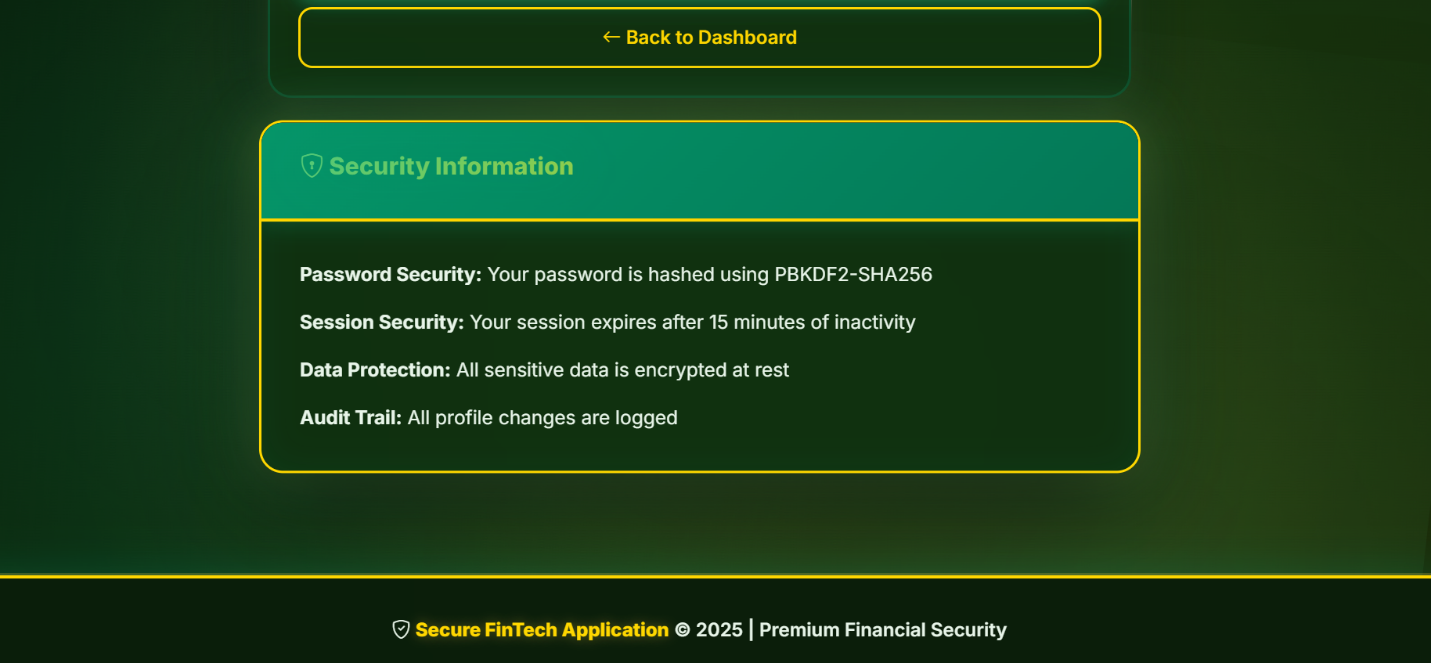 ← Back to Dashboard
Security Information
Password Security: Your password is hashed using PBKDF2-SHA256
Session Security: Your session expires after 15 minutes of inactivity
Data Protection: All sensitive data is encrypted at rest
Audit Trail: All profile changes are logged
Secure FinTech Application © 2025 | Premium Financial Security